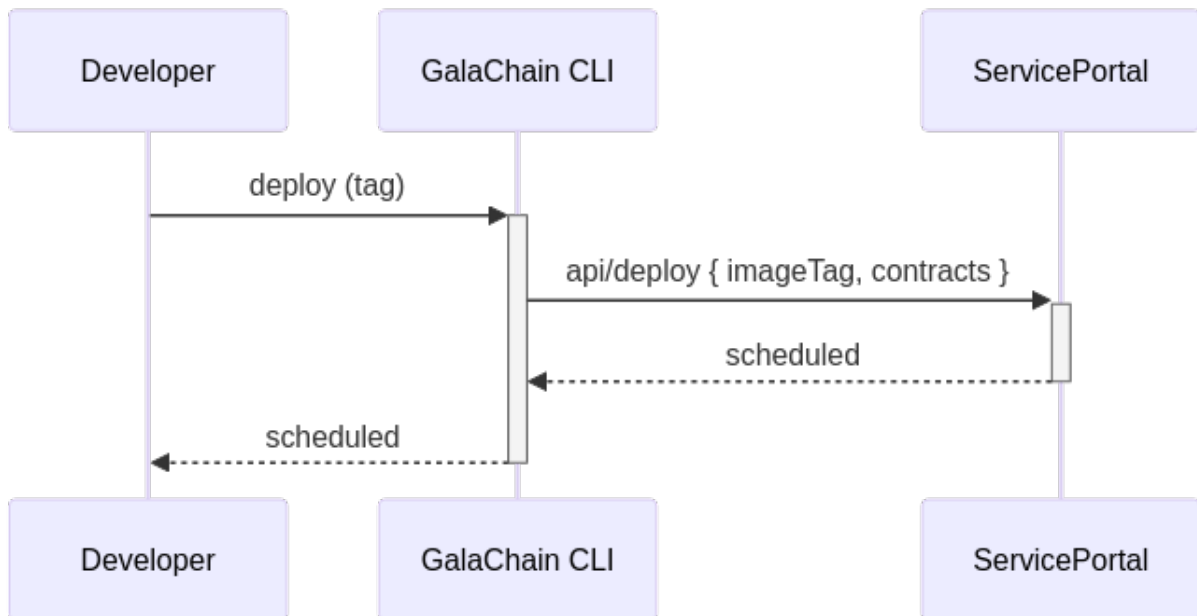 Developer
GalaChain CLI
ServicePortal
deploy (tag)
api/deploy { imageTag, contracts }
scheduled
scheduled
Developer
GalaChain CLI
ServicePortal